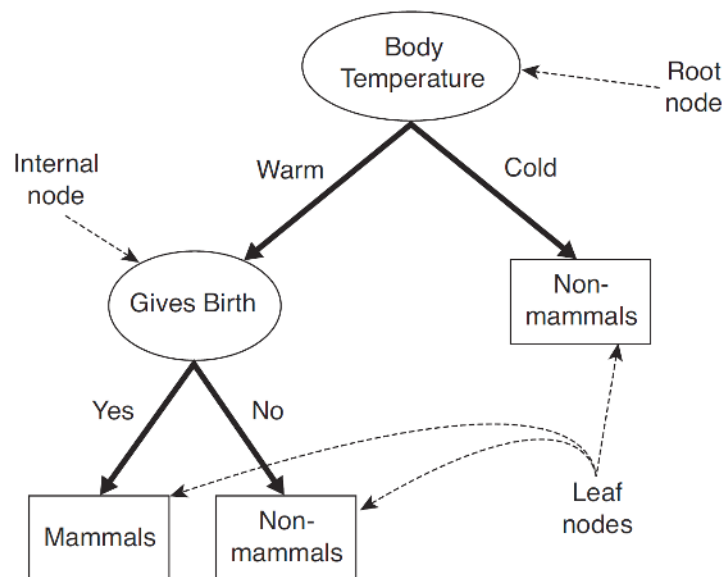 Body
Temperature
Root
node
Internal
node
Warm
Cold
Gives Birth
Non-
mammals
Yes
No
Mammals
Non-
mammals
Leaf
nodes